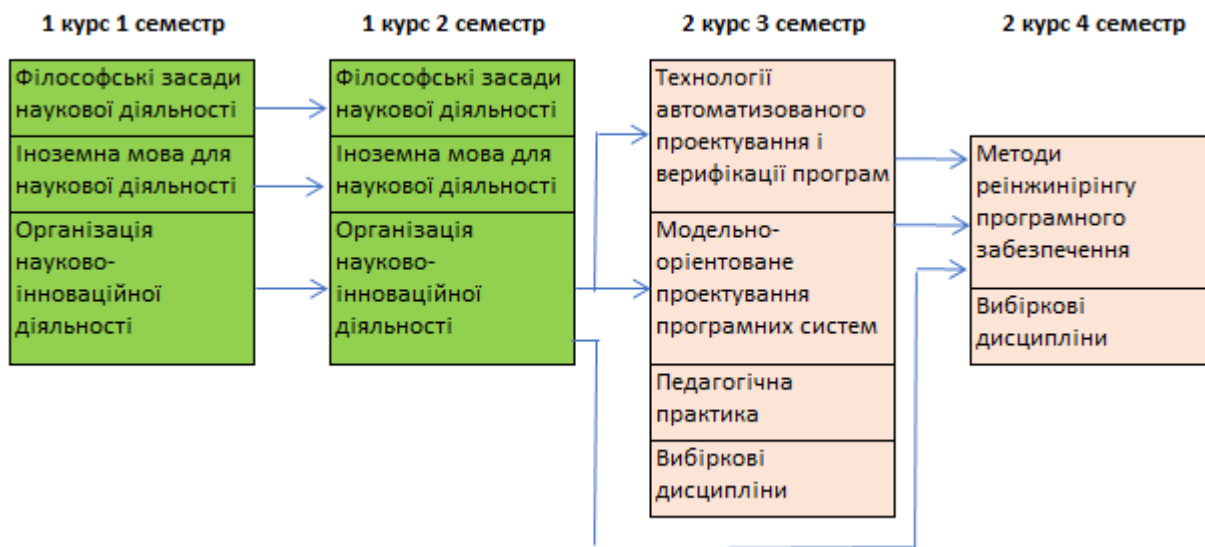 1 курс 1 семестр
1 курс 2 семестр
2 курс 3 семестр
2 курс 4 семестр
Філософські засади
наукової діяльності
Іноземна мова для
наукової діяльності
Організація
науково-
інноваційної
діяльності
Філософські засади
наукової діяльності
Іноземна мова для
наукової діяльності
Організація
науково-
інноваційної
діяльності
Технології
автоматизованого
проектування і
верифікації програм
Модельно-
оріентоване
проектування
програмних систем
Педагогічна
практика
Вибіркові
дисципліни
Методи
реінжинірінгу
програмного
забезпечення
Вибіркові
дисципліни